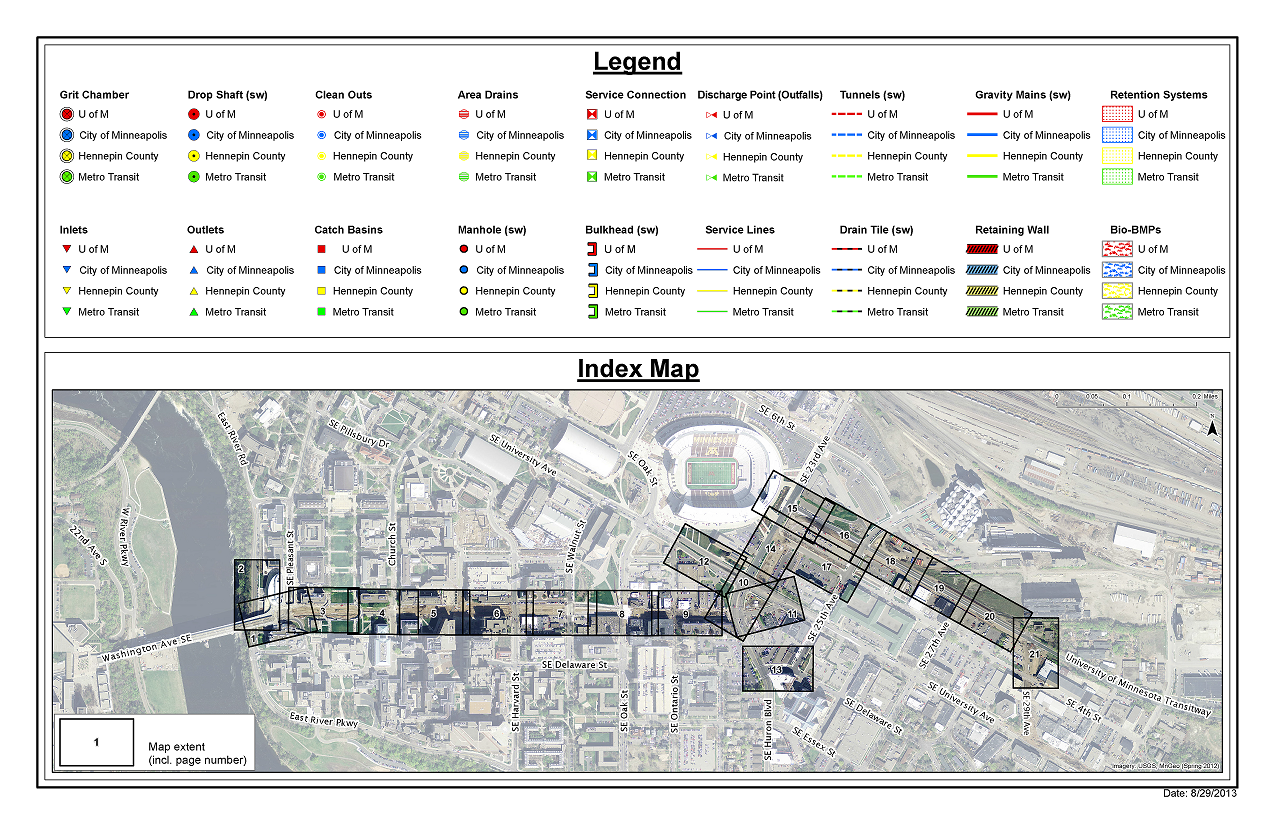 Legend
Grit Chamber
U of M
City of Minneapolis
Hennepin County
Metro Transit
Drop Shaft (sw)
U of M
City of Minneapolis
Hennepin County
Metro Transit
Clean Outs
U of M
City of Minneapolis
Hennepin County
Metro Transit
Area Drains
U of M
City of Minneapolis
Hennepin County
Metro Transit
Service Connection
U of M
City of Minneapolis
Hennepin County
Metro Transit
Discharge Point (Outfalls)
U of M
City of Minneapolis
Hennepin County
Metro Transit
Tunnels (sw)
U of M
City of Minneapolis
Hennepin County
Metro Transit
Gravity Mains (sw)
U of M
City of Minneapolis
Hennepin County
Metro Transit
Retention Systems
U of M
City of Minneapolis
Hennepin County
Metro Transit
Inlets
U of M
City of Minneapolis
Hennepin County
Metro Transit
Outlets
U of M
City of Minneapolis
Hennepin County
Metro Transit
Catch Basins
U of M
City of Minneapolis
Hennepin County
Metro Transit
Manhole (sw)
U of M
City of Minneapolis
Hennepin County
Metro Transit
Bulkhead (sw)
U of M
City of Minneapolis
Hennepin County
Metro Transit
Service Lines
U of M
City of Minneapolis
Hennepin County
Metro Transit
Drain Tile (sw)
U of M
City of Minneapolis
Hennepin County
Metro Transit
Retaining Wall
U of M
City of Minneapolis
Hennepin County
Metro Transit
Bio-BMPs
U of M
City of Minneapolis
Hennepin County
Metro Transit
Index Map
0 0.05 0.1 0.2 Miles
N
East River Rd
SE Pillsbury Dr
SE University Ave
SE Oak St
MINNESOTA
SE 6th St
SE 23rd Ave
22nd Ave S
W River Pkwy
SE Pleasant St
Church St
SE Walnut St
15
16
14
12
17
18
2
10
19
3
4
5
6
7
8
9
11
20
1
SE 25th Ave
SE 27th Ave
Washington Ave SE
SE Delaware St
13
21
University of Minnesota Transitway
East River Pkwy
SE Harvard St
SE Oak St
SE Ontario St
SE Huron Blvd
SE Essex St
SE Delaware St
SE University Ave
SE 29th Ave
SE 4th St
1
Map extent
(incl. page number)
Imagery: USGS, MnGeo (Spring 2012)
Date: 8/29/2013